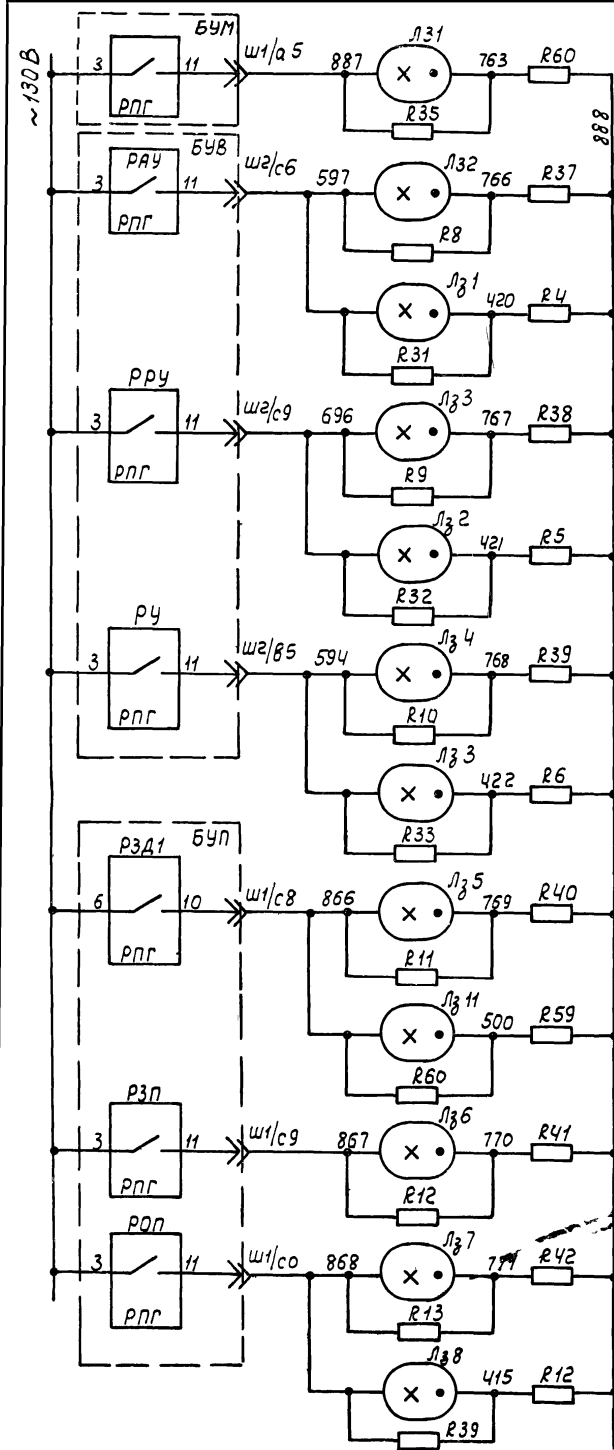 ~130В
БУМ
3
11
РПГ
ш1/а5
887
Л31
763
R60
R35
888
БУВ
РАУ
3
11
РПГ
ш2/с6
597
Лз2
766
R37
R8
Лз1
420
R4
R31
РРУ
3
11
РПГ
ш2/с9
696
Лз3
767
R38
R9
Лз2
421
R5
R32
РУ
3
11
РПГ
ш2/в5
594
Лз4
768
R39
R10
Лз3
422
R6
R33
БУП
РЗД1
6
10
РПГ
ш1/с8
866
Лз5
769
R40
R11
Лз11
500
R59
R60
РЗП
3
11
РПГ
ш1/с9
867
Лз6
770
R41
R12
РОП
3
11
РПГ
ш1/с0
868
Лз7
771
R42
R13
Лз8
415
R12
R39